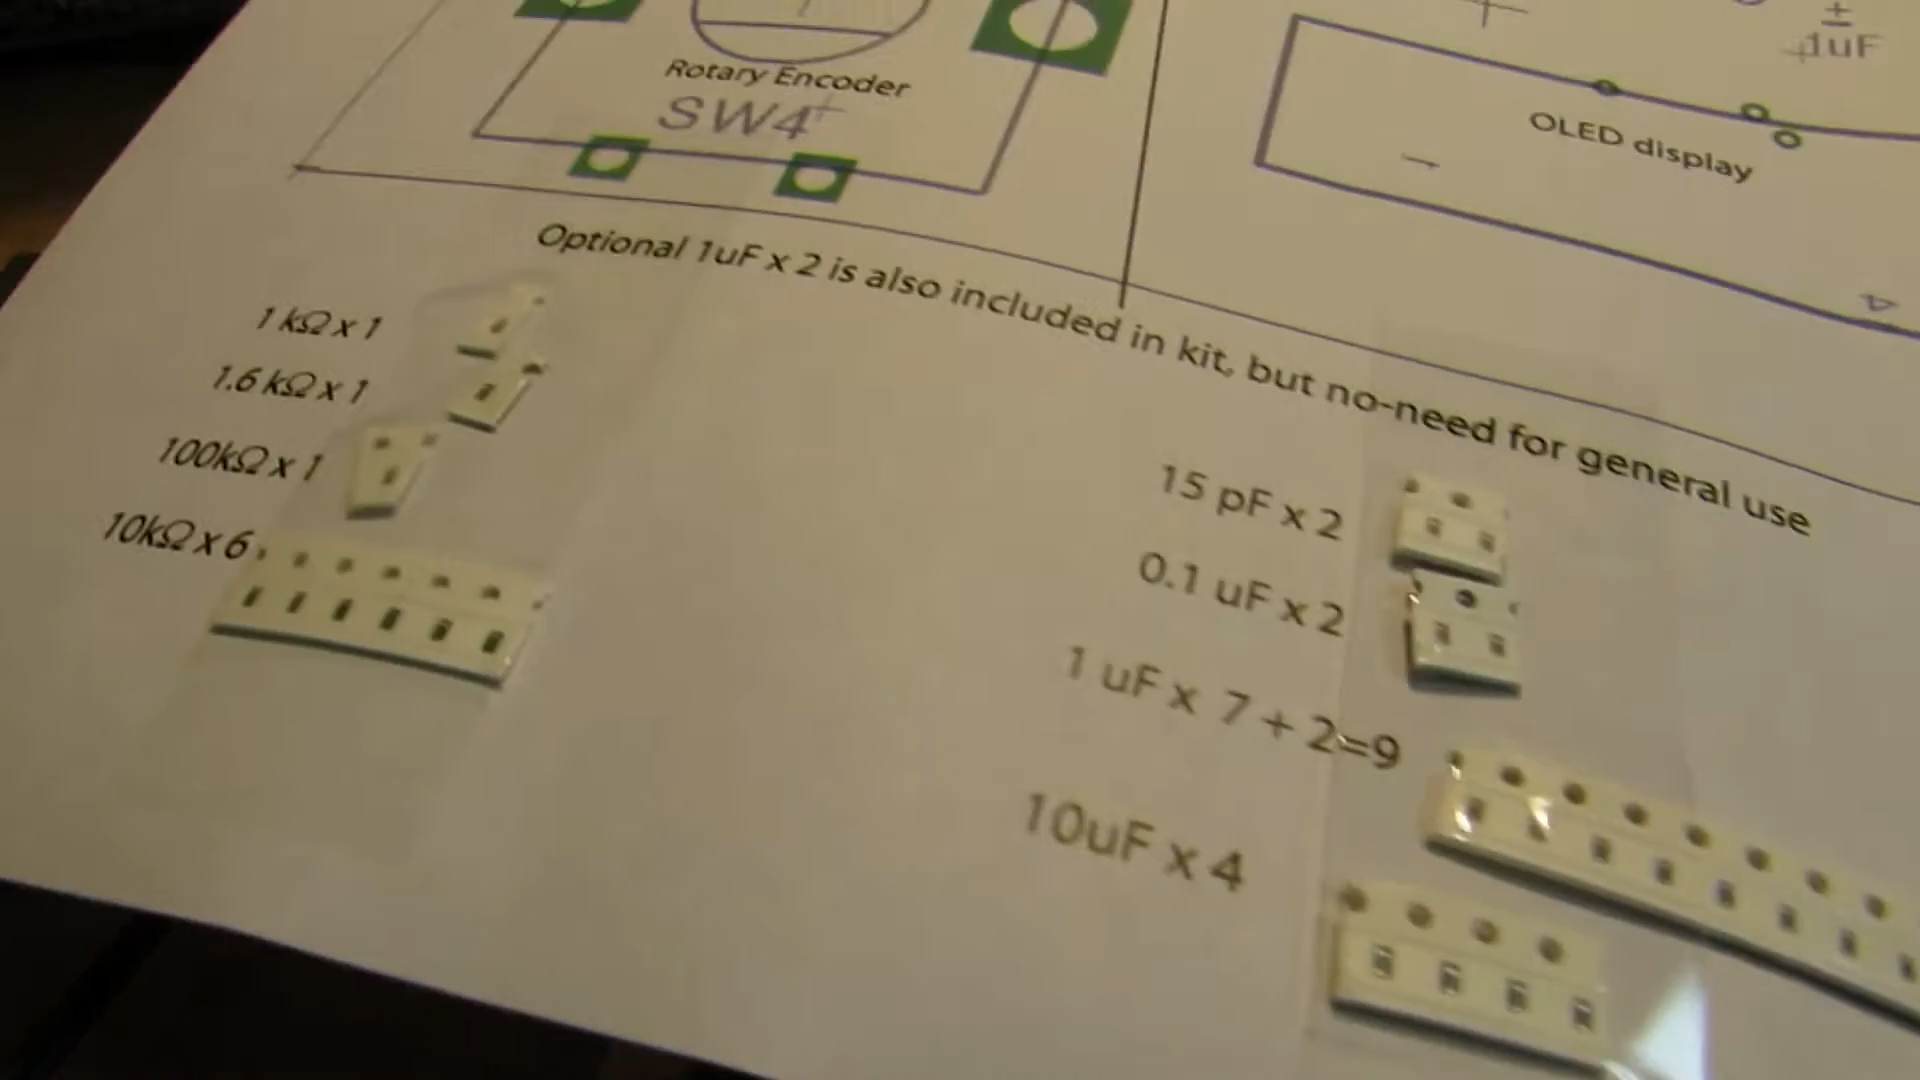 1uF
Rotary Encoder
SW4
OLED display
Optional 1uF x 2 is also included in kit, but no-need for general use
1 kΩ x 1
1.6 kΩ x 1
100kΩ x 1
10kΩ x 6
15 pF x 2
0.1 uF x 2
1 uF x 7 + 2=9
10uF x 4